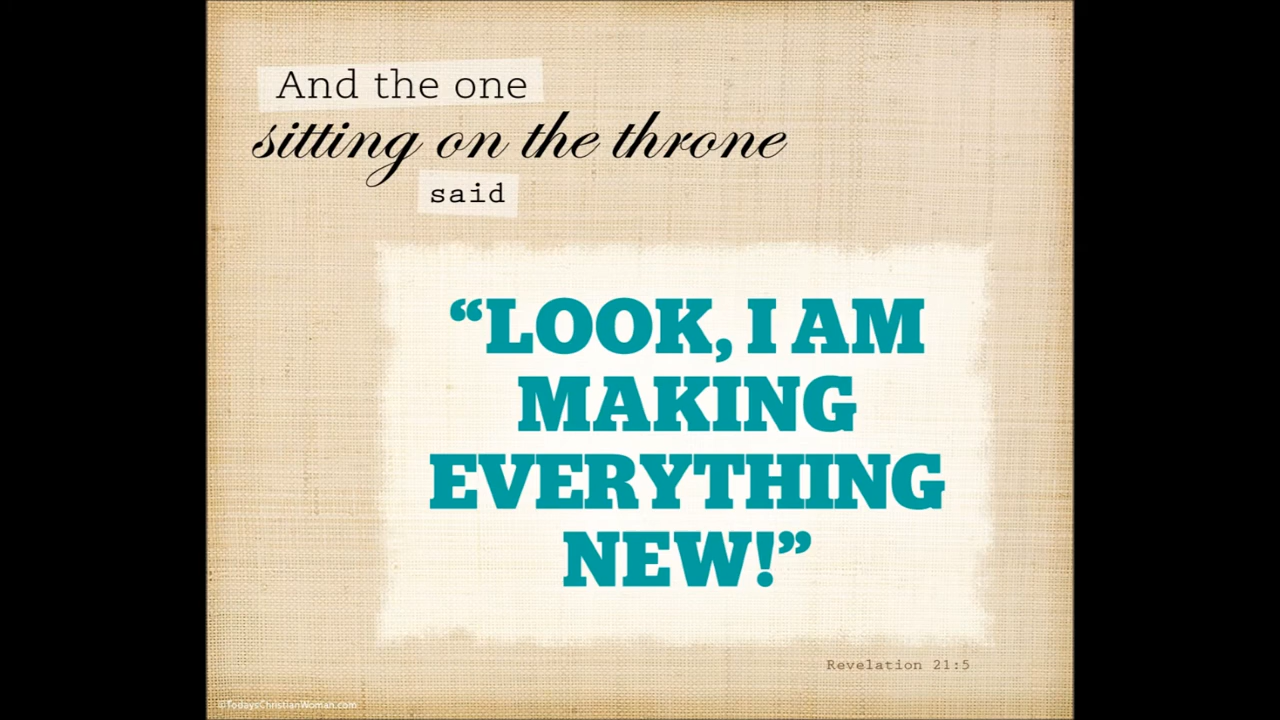 And the one
sitting on the throne
said
“LOOK, I AM
MAKING
EVERYTHING
NEW!”
Revelation 21:5
©TodaysChristianWoman.com